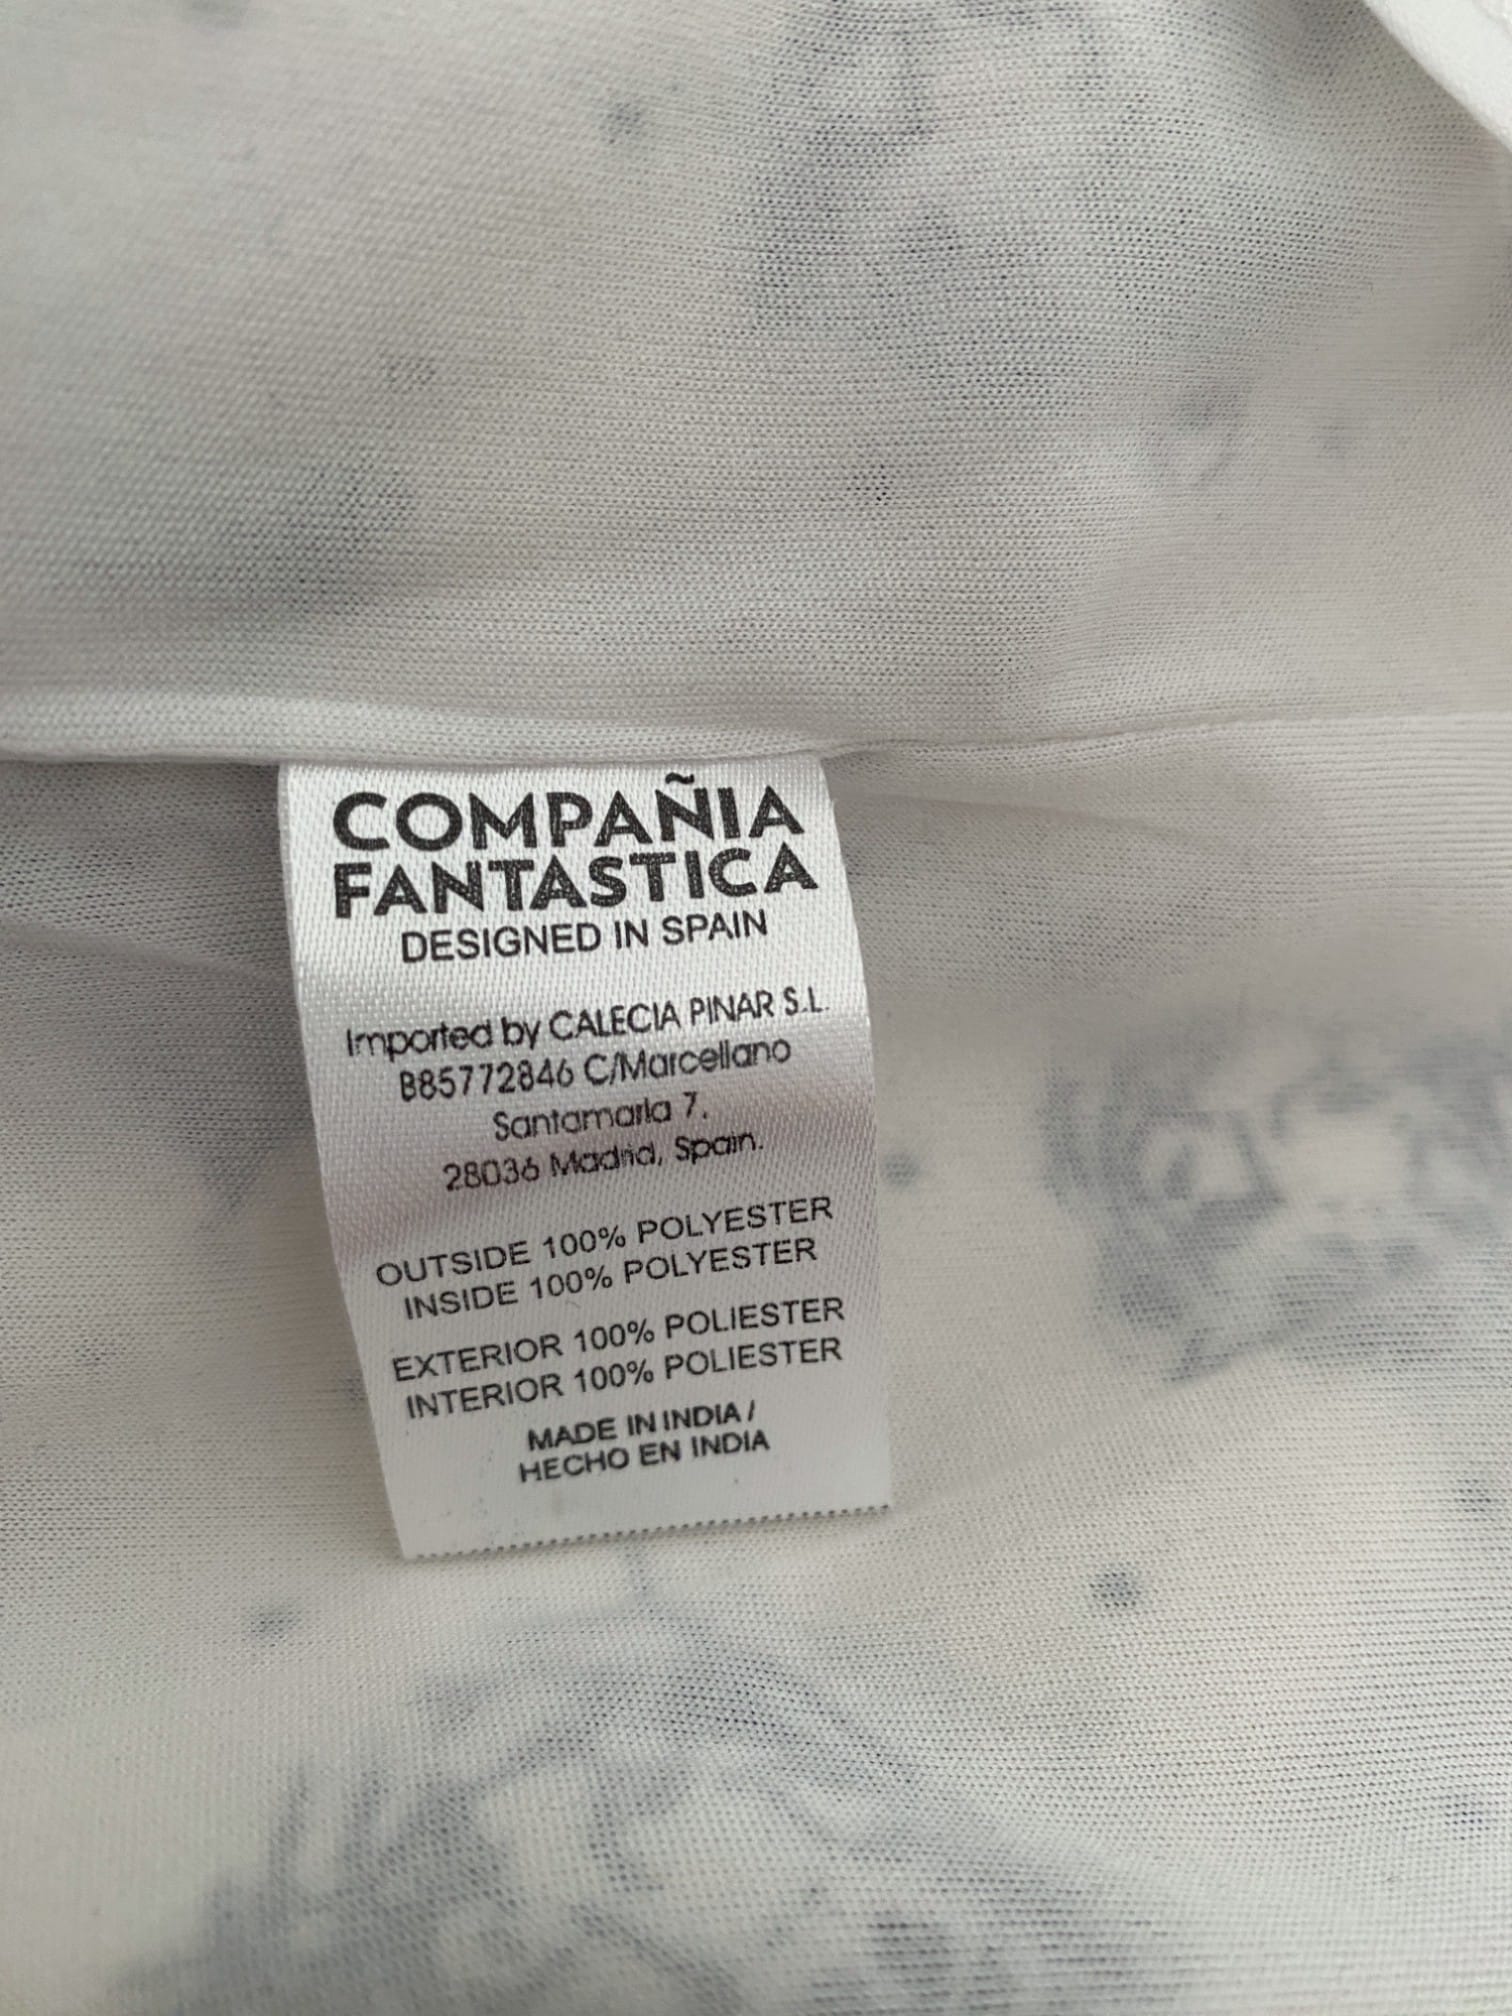 COMPAÑIA
FANTASTICA
DESIGNED IN SPAIN
Imported by CALECIA PINAR S.L.
B85772846 C/Marcellano
Santamarla 7.
28036 Madrid, Spain.
OUTSIDE 100% POLYESTER
INSIDE 100% POLYESTER
EXTERIOR 100% POLIESTER
INTERIOR 100% POLIESTER
MADE IN INDIA /
HECHO EN INDIA